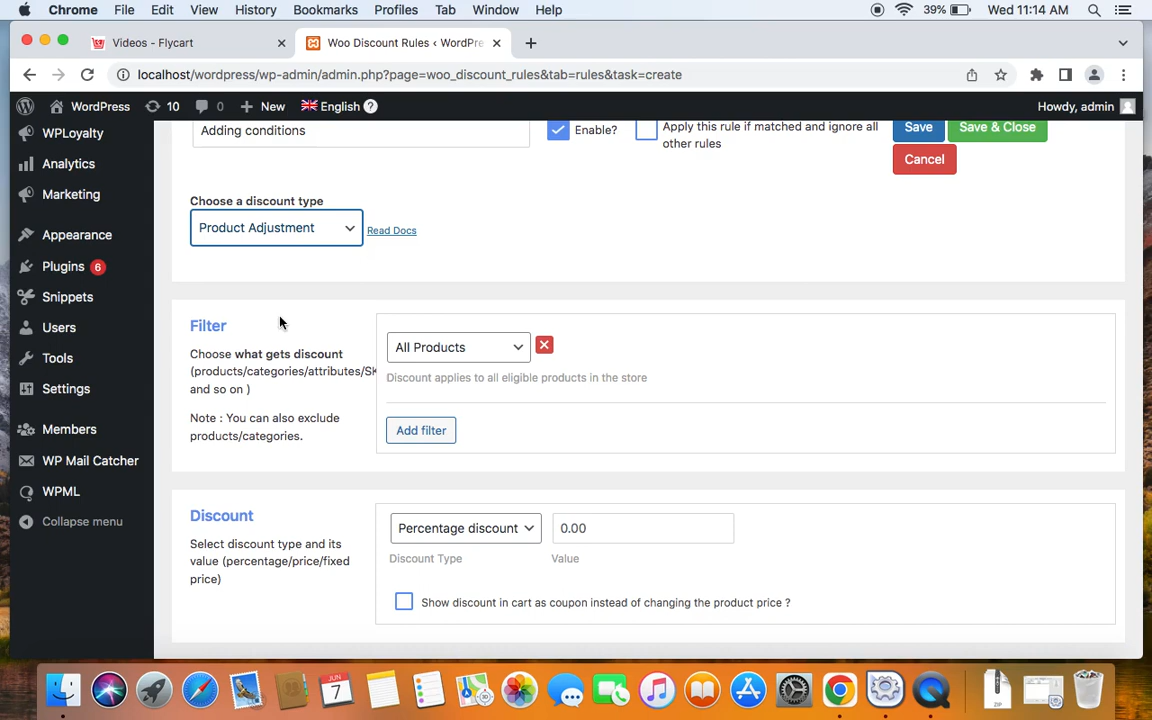 Chrome File Edit View History Bookmarks Profiles Tab Window Help 39% Wed 11:14 AM
Videos - Flycart Woo Discount Rules ‹ WordPre
localhost/wordpress/wp-admin/admin.php?page=woo_discount_rules&tab=rules&task=create
WordPress 10 0 + New English ? Howdy, admin
WPLoyalty
Analytics
Marketing
Appearance
Plugins 6
Snippets
Users
Tools
Settings
Members
WP Mail Catcher
WPML
Collapse menu
Adding conditions
Enable?
Apply this rule if matched and ignore all
other rules
Save Save & Close
Cancel
Choose a discount type
Product Adjustment Read Docs
Filter
Choose what gets discount
(products/categories/attributes/SK
and so on )
Note : You can also exclude
products/categories.
All Products
Discount applies to all eligible products in the store
Add filter
Discount
Select discount type and its
value (percentage/price/fixed
price)
Percentage discount 0.00
Discount Type Value
Show discount in cart as coupon instead of changing the product price ?
JUN
7
ZIP